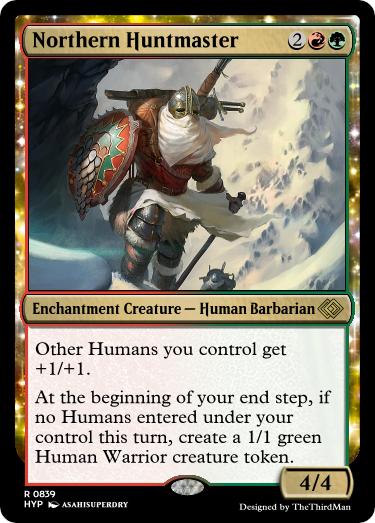 Northern Huntmaster 2
Enchantment Creature — Human Barbarian
Other Humans you control get
+1/+1.
At the beginning of your end step, if
no Humans entered under your
control this turn, create a 1/1 green
Human Warrior creature token.
4/4
R 0839
HYP ASAHISUPERDRY
Designed by TheThirdMan